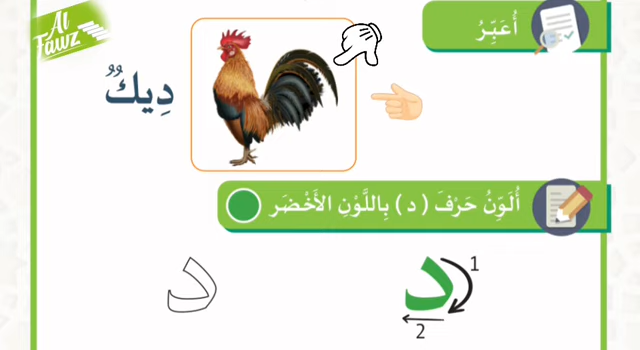 Al Fawz
أُعَبِّرُ
دِيكٌ
أُلَوِّنُ حَرْفَ ( د ) بِاللَّوْنِ الأَخْضَر
د 1
2
د